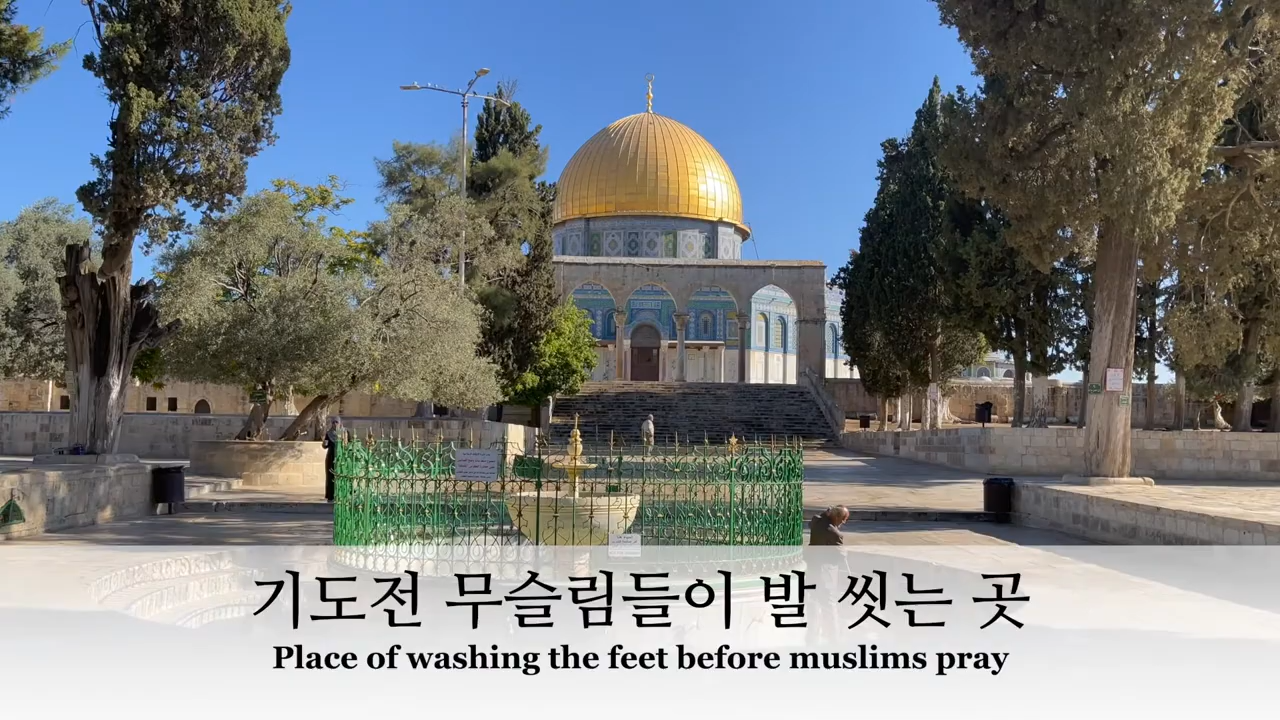 기도전 무슬림들이 발 씻는 곳
Place of washing the feet before muslims pray